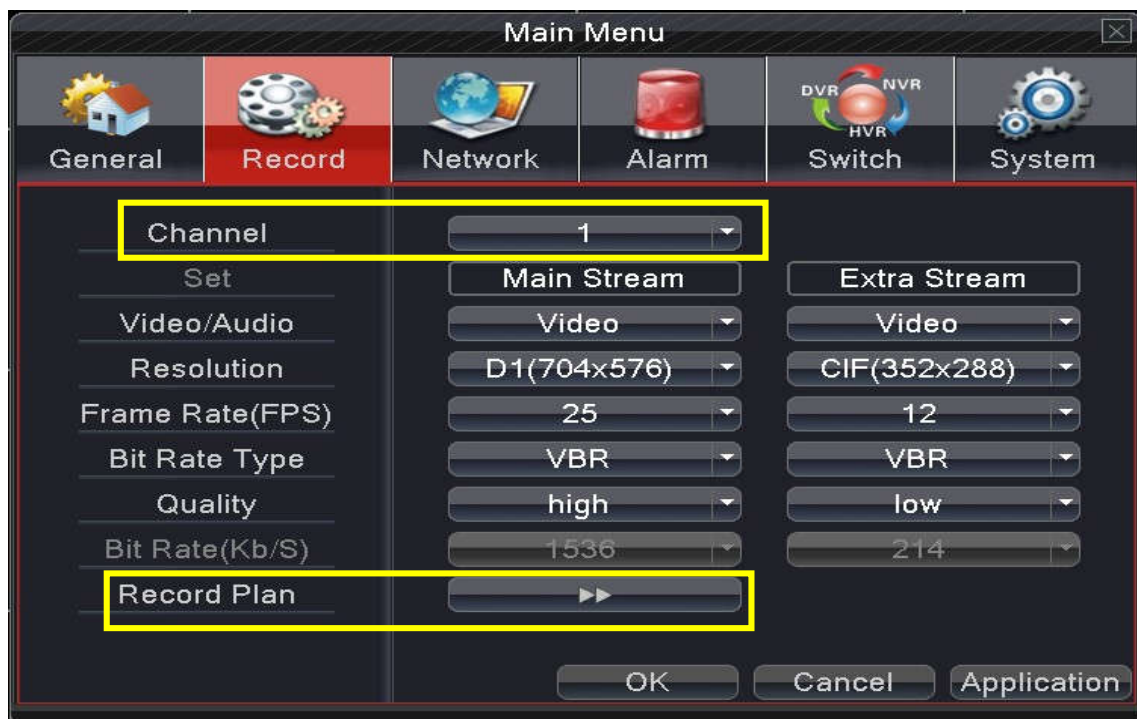 Main Menu
DVR NVR
HVR
General Record Network Alarm Switch System
Channel 1
Set Main Stream Extra Stream
Video/Audio Video Video
Resolution D1(704x576) CIF(352x288)
Frame Rate(FPS) 25 12
Bit Rate Type VBR VBR
Quality high low
Bit Rate(Kb/S) 1536 214
Record Plan
OK Cancel Application